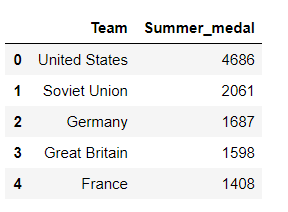 Team Summer_medal
0 United States 4686
1 Soviet Union 2061
2 Germany 1687
3 Great Britain 1598
4 France 1408